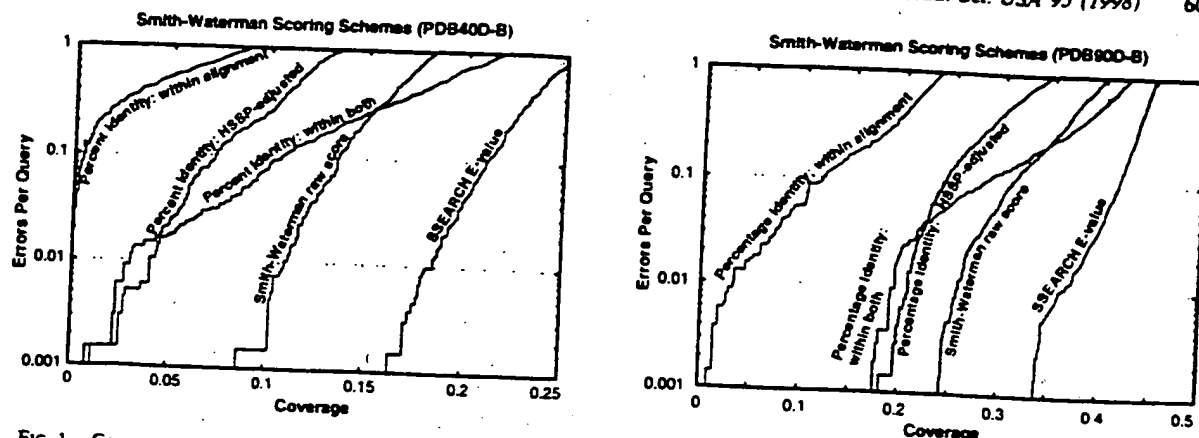 USA 95 (1998)
Smith-Waterman Scoring Schemes (PDB40D-B)
1
0.1
0.01
0.001
Errors Per Query
Percent Identity: within alignment
Percent Identity: HSSP-adjusted
Percent Identity: within both
Smith-Waterman raw score
SSEARCH E-value
0
0.05
0.1
0.15
0.2
0.25
Coverage
Smith-Waterman Scoring Schemes (PDB90D-B)
1
0.1
0.01
0.001
Errors Per Query
Percentage Identity: within alignment
Percentage Identity:
within both
Percentage Identity: HSSP-adjusted
Smith-Waterman raw score
SSEARCH E-value
0
0.1
0.2
0.3
0.4
0.5
Coverage
FIG. 1.